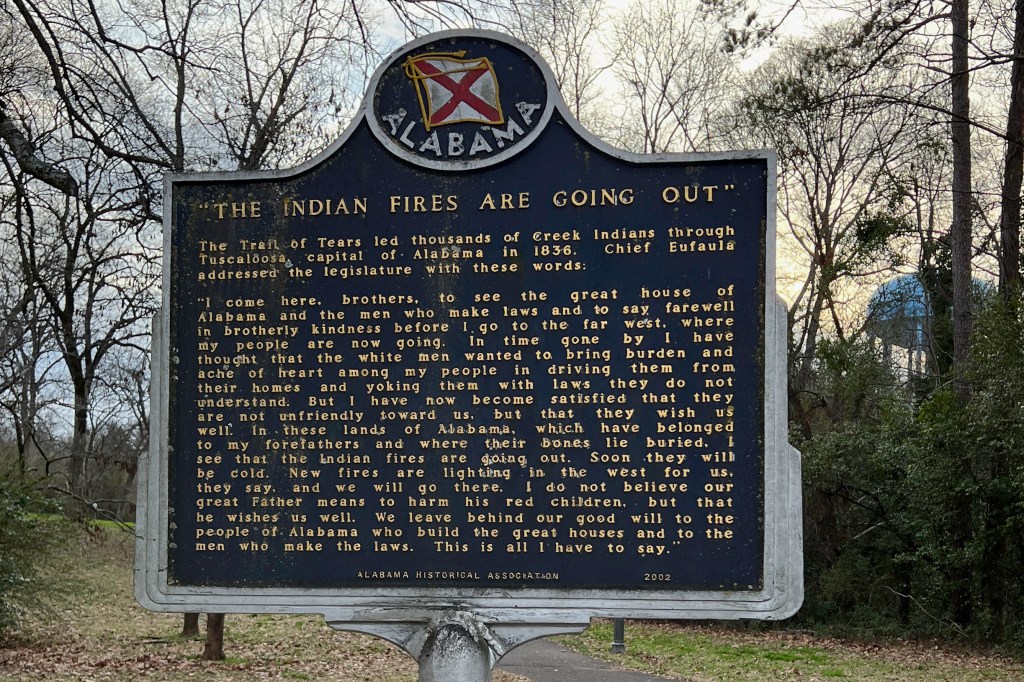 ALABAMA
"THE INDIAN FIRES ARE GOING OUT"
The Trail of Tears led thousands of Creek Indians through
Tuscaloosa, capital of Alabama in 1836. Chief Eufaula
addressed the legislature with these words:
"I come here, brothers, to see the great house of
Alabama and the men who make laws and to say farewell
in brotherly kindness before I go to the far west, where
my people are now going. In time gone by I have
thought that the white men wanted to bring burden and
ache of heart among my people in driving them from
their homes and yoking them with laws they do not
understand. But I have now become satisfied that they
are not unfriendly toward us, but that they wish us
well. In these lands of Alabama, which have belonged
to my forefathers and where their bones lie buried, I
see that the Indian fires are going out. Soon they will
be cold. New fires are lighting in the west for us,
they say, and we will go there. I do not believe our
great Father means to harm his red children, but that
he wishes us well. We leave behind our good will to the
people of Alabama who build the great houses and to the
men who make the laws. This is all I have to say."
ALABAMA HISTORICAL ASSOCIATION 2002